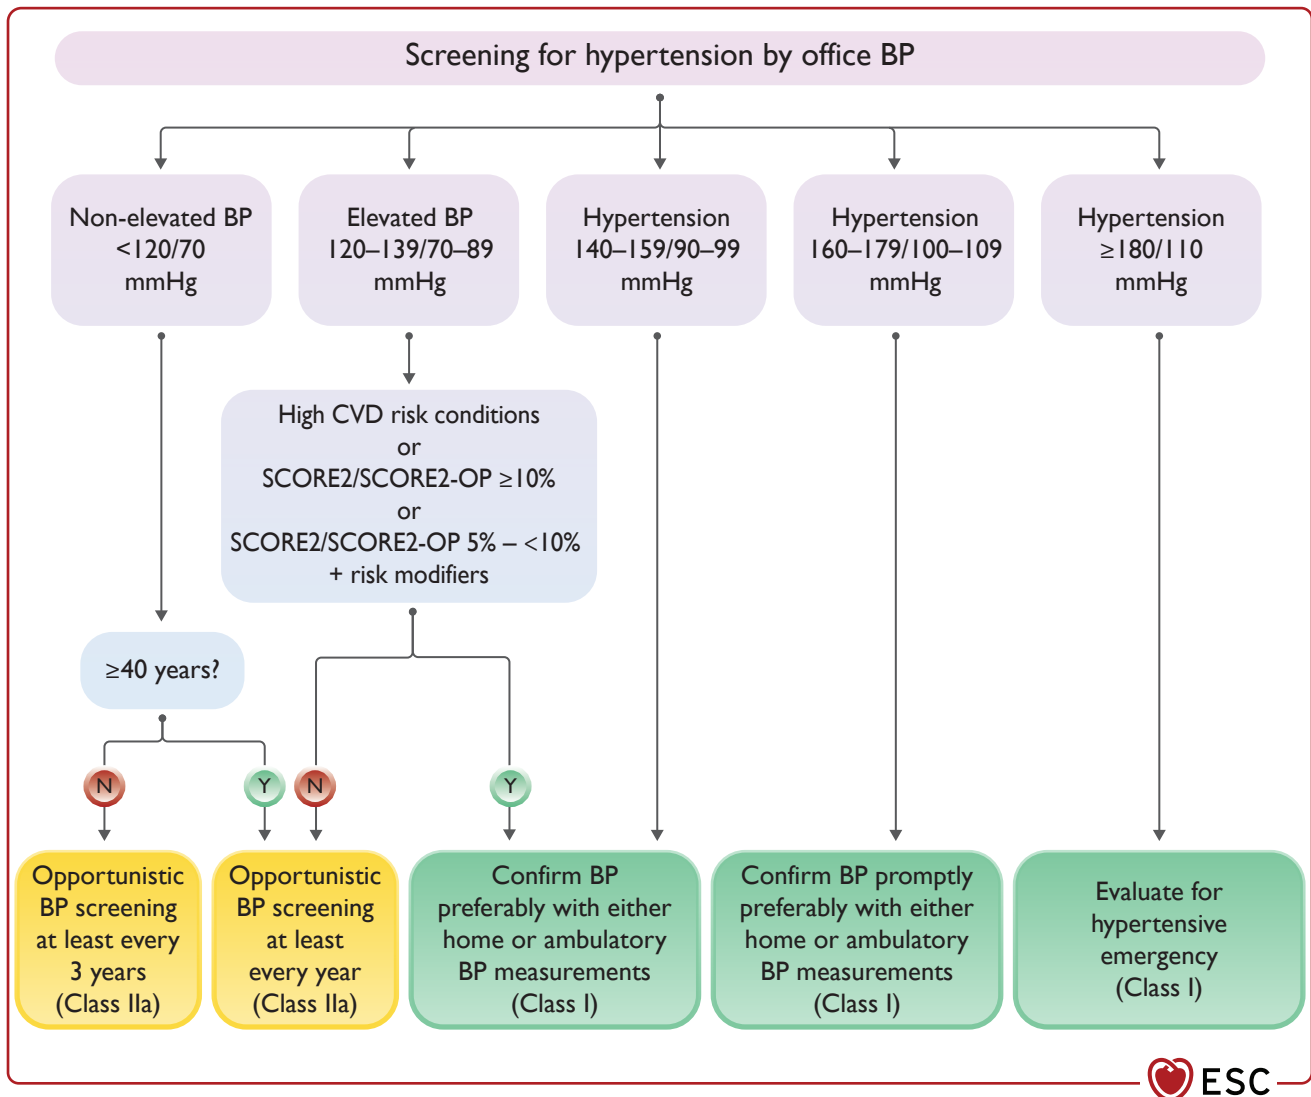 Screening for hypertension by office BP
Non-elevated BP
<120/70
mmHg
Elevated BP
120–139/70–89
mmHg
Hypertension
140–159/90–99
mmHg
Hypertension
160–179/100–109
mmHg
Hypertension
≥180/110
mmHg
High CVD risk conditions
or
SCORE2/SCORE2-OP ≥10%
or
SCORE2/SCORE2-OP 5% – <10%
+ risk modifiers
≥40 years?
N
Y
N
Y
Opportunistic
BP screening
at least every
3 years
(Class IIa)
Opportunistic
BP screening
at least
every year
(Class IIa)
Confirm BP
preferably with either
home or ambulatory
BP measurements
(Class I)
Confirm BP promptly
preferably with either
home or ambulatory
BP measurements
(Class I)
Evaluate for
hypertensive
emergency
(Class I)
ESC